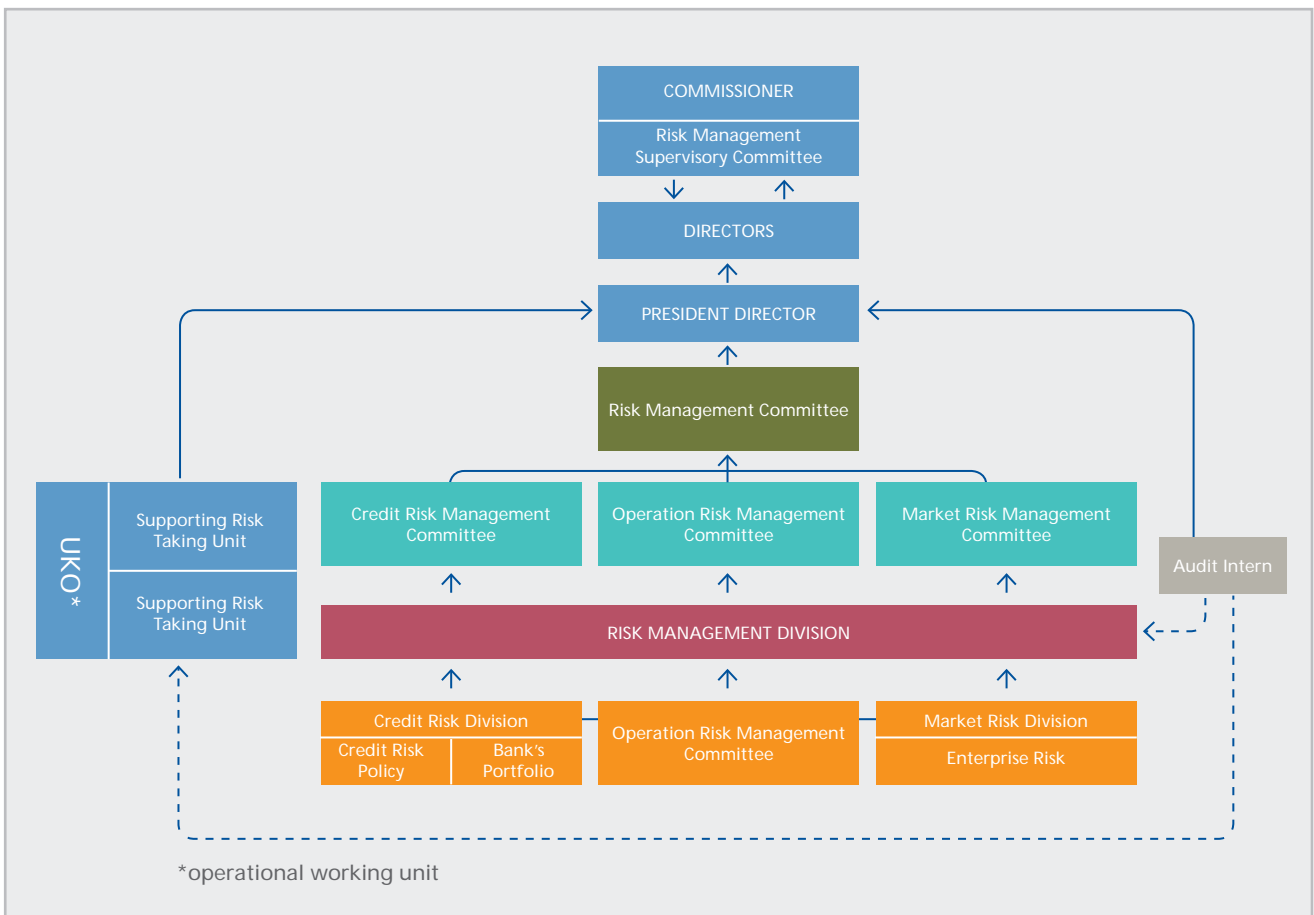 COMMISSIONER
Risk Management
Supervisory Committee
DIRECTORS
PRESIDENT DIRECTOR
Risk Management Committee
UKO*
Supporting Risk
Taking Unit
Supporting Risk
Taking Unit
Credit Risk Management
Committee
Operation Risk Management
Committee
Market Risk Management
Committee
Audit Intern
RISK MANAGEMENT DIVISION
Credit Risk Division
Credit Risk
Policy
Bank's
Portfolio
Operation Risk Management
Committee
Market Risk Division
Enterprise Risk
*operational working unit